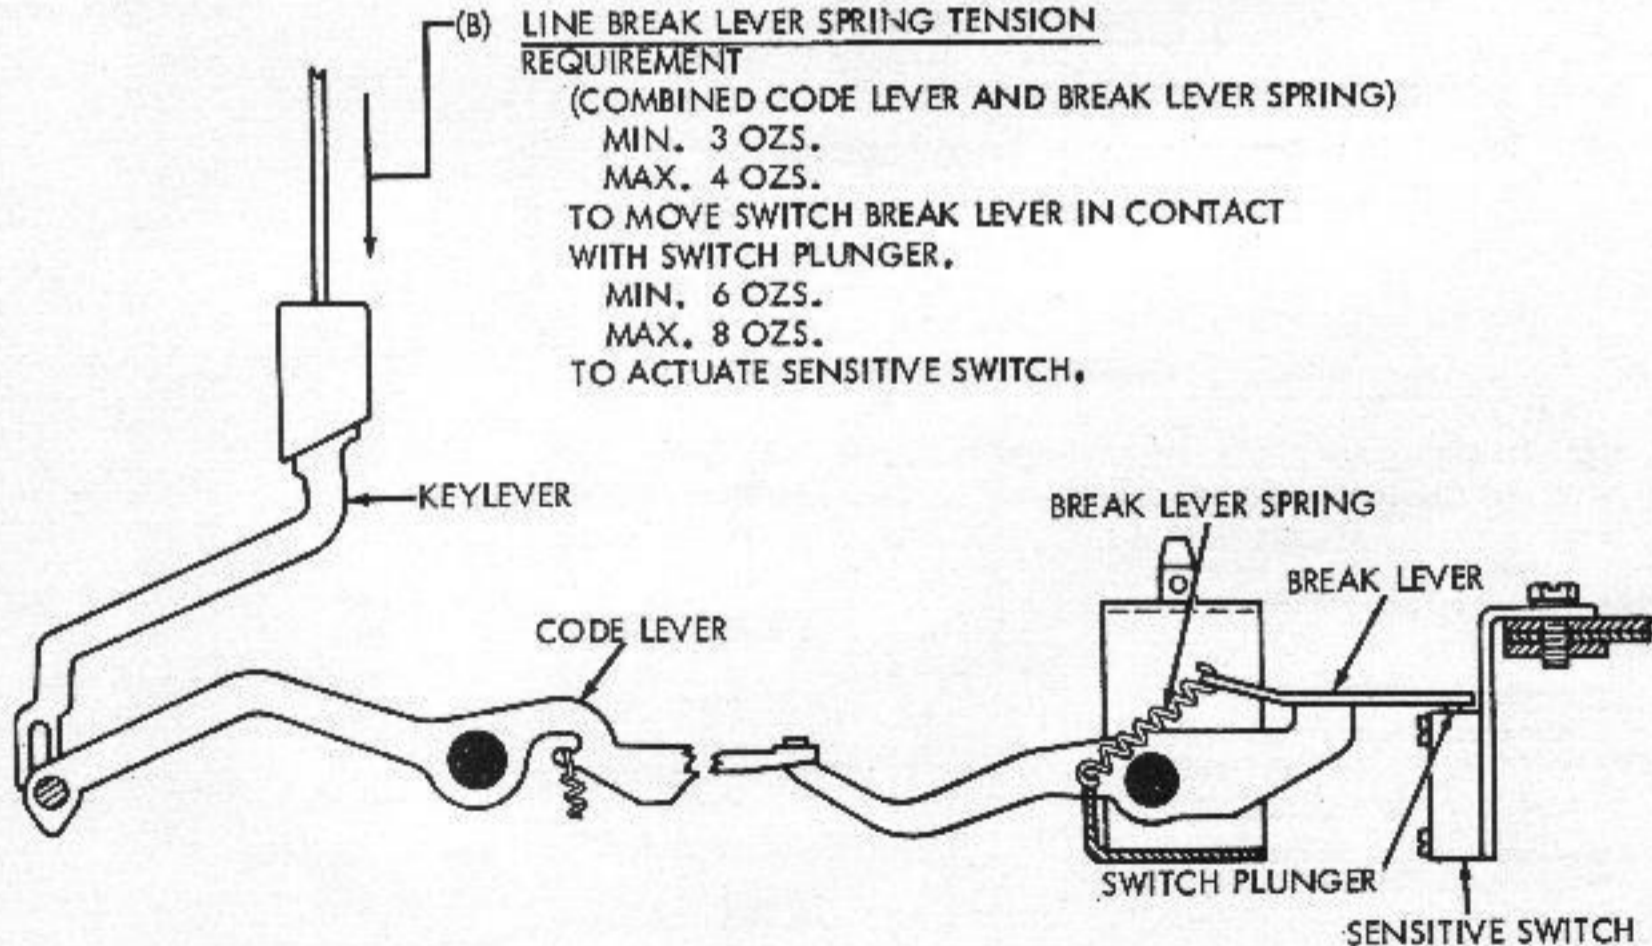 (B) LINE BREAK LEVER SPRING TENSION
REQUIREMENT
(COMBINED CODE LEVER AND BREAK LEVER SPRING)
MIN. 3 OZS.
MAX. 4 OZS.
TO MOVE SWITCH BREAK LEVER IN CONTACT
WITH SWITCH PLUNGER.
MIN. 6 OZS.
MAX. 8 OZS.
TO ACTUATE SENSITIVE SWITCH.
KEYLEVER
BREAK LEVER SPRING
BREAK LEVER
CODE LEVER
SWITCH PLUNGER
SENSITIVE SWITCH